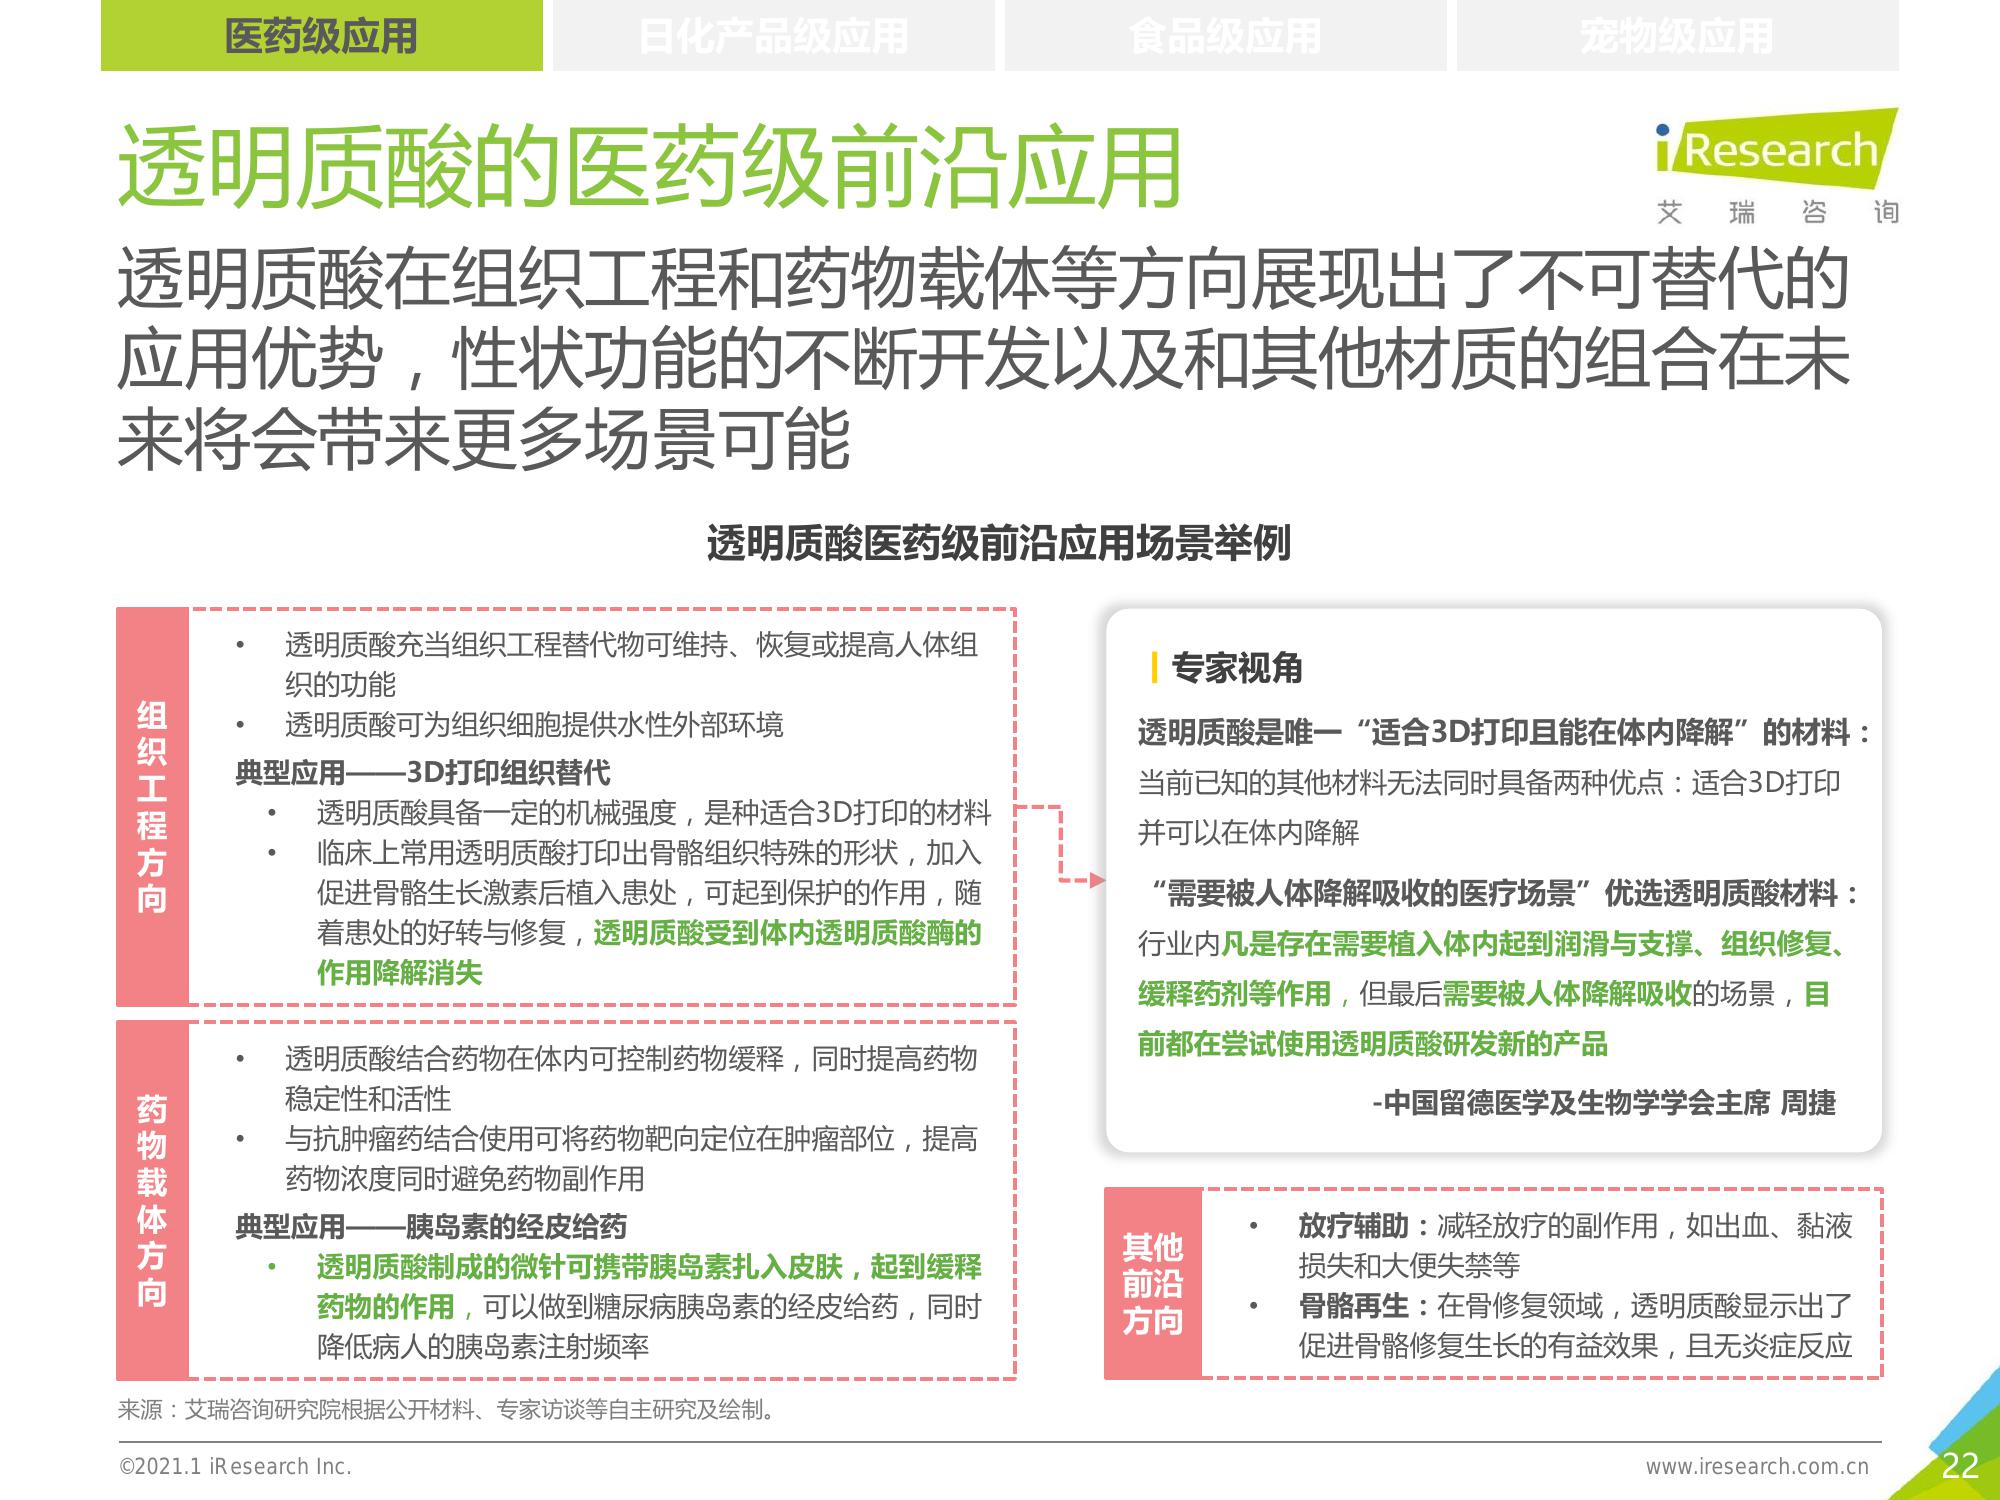 医药级应用
日化产品级应用
食品级应用
宠物级应用
透明质酸的医药级前沿应用
iResearch
艾瑞咨询
透明质酸在组织工程和药物载体等方向展现出了不可替代的
应用优势，性状功能的不断开发以及和其他材质的组合在未
来将会带来更多场景可能
透明质酸医药级前沿应用场景举例
组织工程方向
• 透明质酸充当组织工程替代物可维持、恢复或提高人体组
织的功能
• 透明质酸可为组织细胞提供水性外部环境
典型应用——3D打印组织替代
• 透明质酸具备一定的机械强度，是种适合3D打印的材料
• 临床上常用透明质酸打印出骨骼组织特殊的形状，加入
促进骨骼生长激素后植入患处，可起到保护的作用，随
着患处的好转与修复，透明质酸受到体内透明质酸酶的
作用降解消失
药物载体方向
• 透明质酸结合药物在体内可控制药物缓释，同时提高药物
稳定性和活性
• 与抗肿瘤药结合使用可将药物靶向定位在肿瘤部位，提高
药物浓度同时避免药物副作用
典型应用——胰岛素的经皮给药
• 透明质酸制成的微针可携带胰岛素扎入皮肤，起到缓释
药物的作用，可以做到糖尿病胰岛素的经皮给药，同时
降低病人的胰岛素注射频率
专家视角
透明质酸是唯一“适合3D打印且能在体内降解”的材料：
当前已知的其他材料无法同时具备两种优点：适合3D打印
并可以在体内降解
“需要被人体降解吸收的医疗场景”优选透明质酸材料：
行业内凡是存在需要植入体内起到润滑与支撑、组织修复、
缓释药剂等作用，但最后需要被人体降解吸收的场景，目
前都在尝试使用透明质酸研发新的产品
-中国留德医学及生物学学会主席 周捷
其他
前沿
方向
• 放疗辅助：减轻放疗的副作用，如出血、黏液
损失和大便失禁等
• 骨骼再生：在骨修复领域，透明质酸显示出了
促进骨骼修复生长的有益效果，且无炎症反应
来源：艾瑞咨询研究院根据公开材料、专家访谈等自主研究及绘制。
©2021.1 iResearch Inc.
www.iresearch.com.cn
22